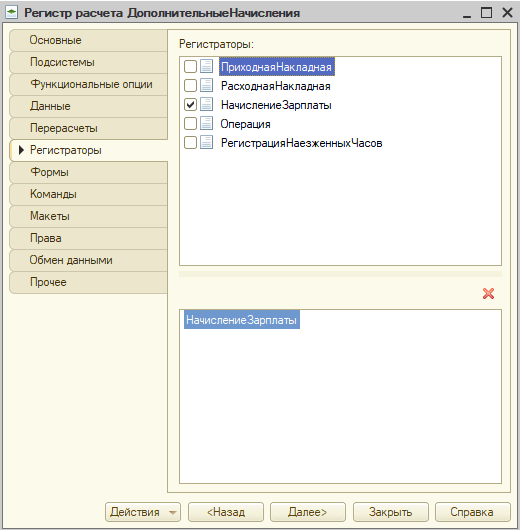 Регистр расчета ДополнительныеНачисления
Основные
Подсистемы
Функциональные опции
Данные
Перерасчеты
Регистраторы
Формы
Команды
Макеты
Права
Обмен данными
Прочее
Регистраторы:
ПриходнаяНакладная
РасходнаяНакладная
НачислениеЗарплаты
Операция
РегистрацияНаезженныхЧасов
НачислениеЗарплаты
Действия
<Назад
Далее>
Закрыть
Справка